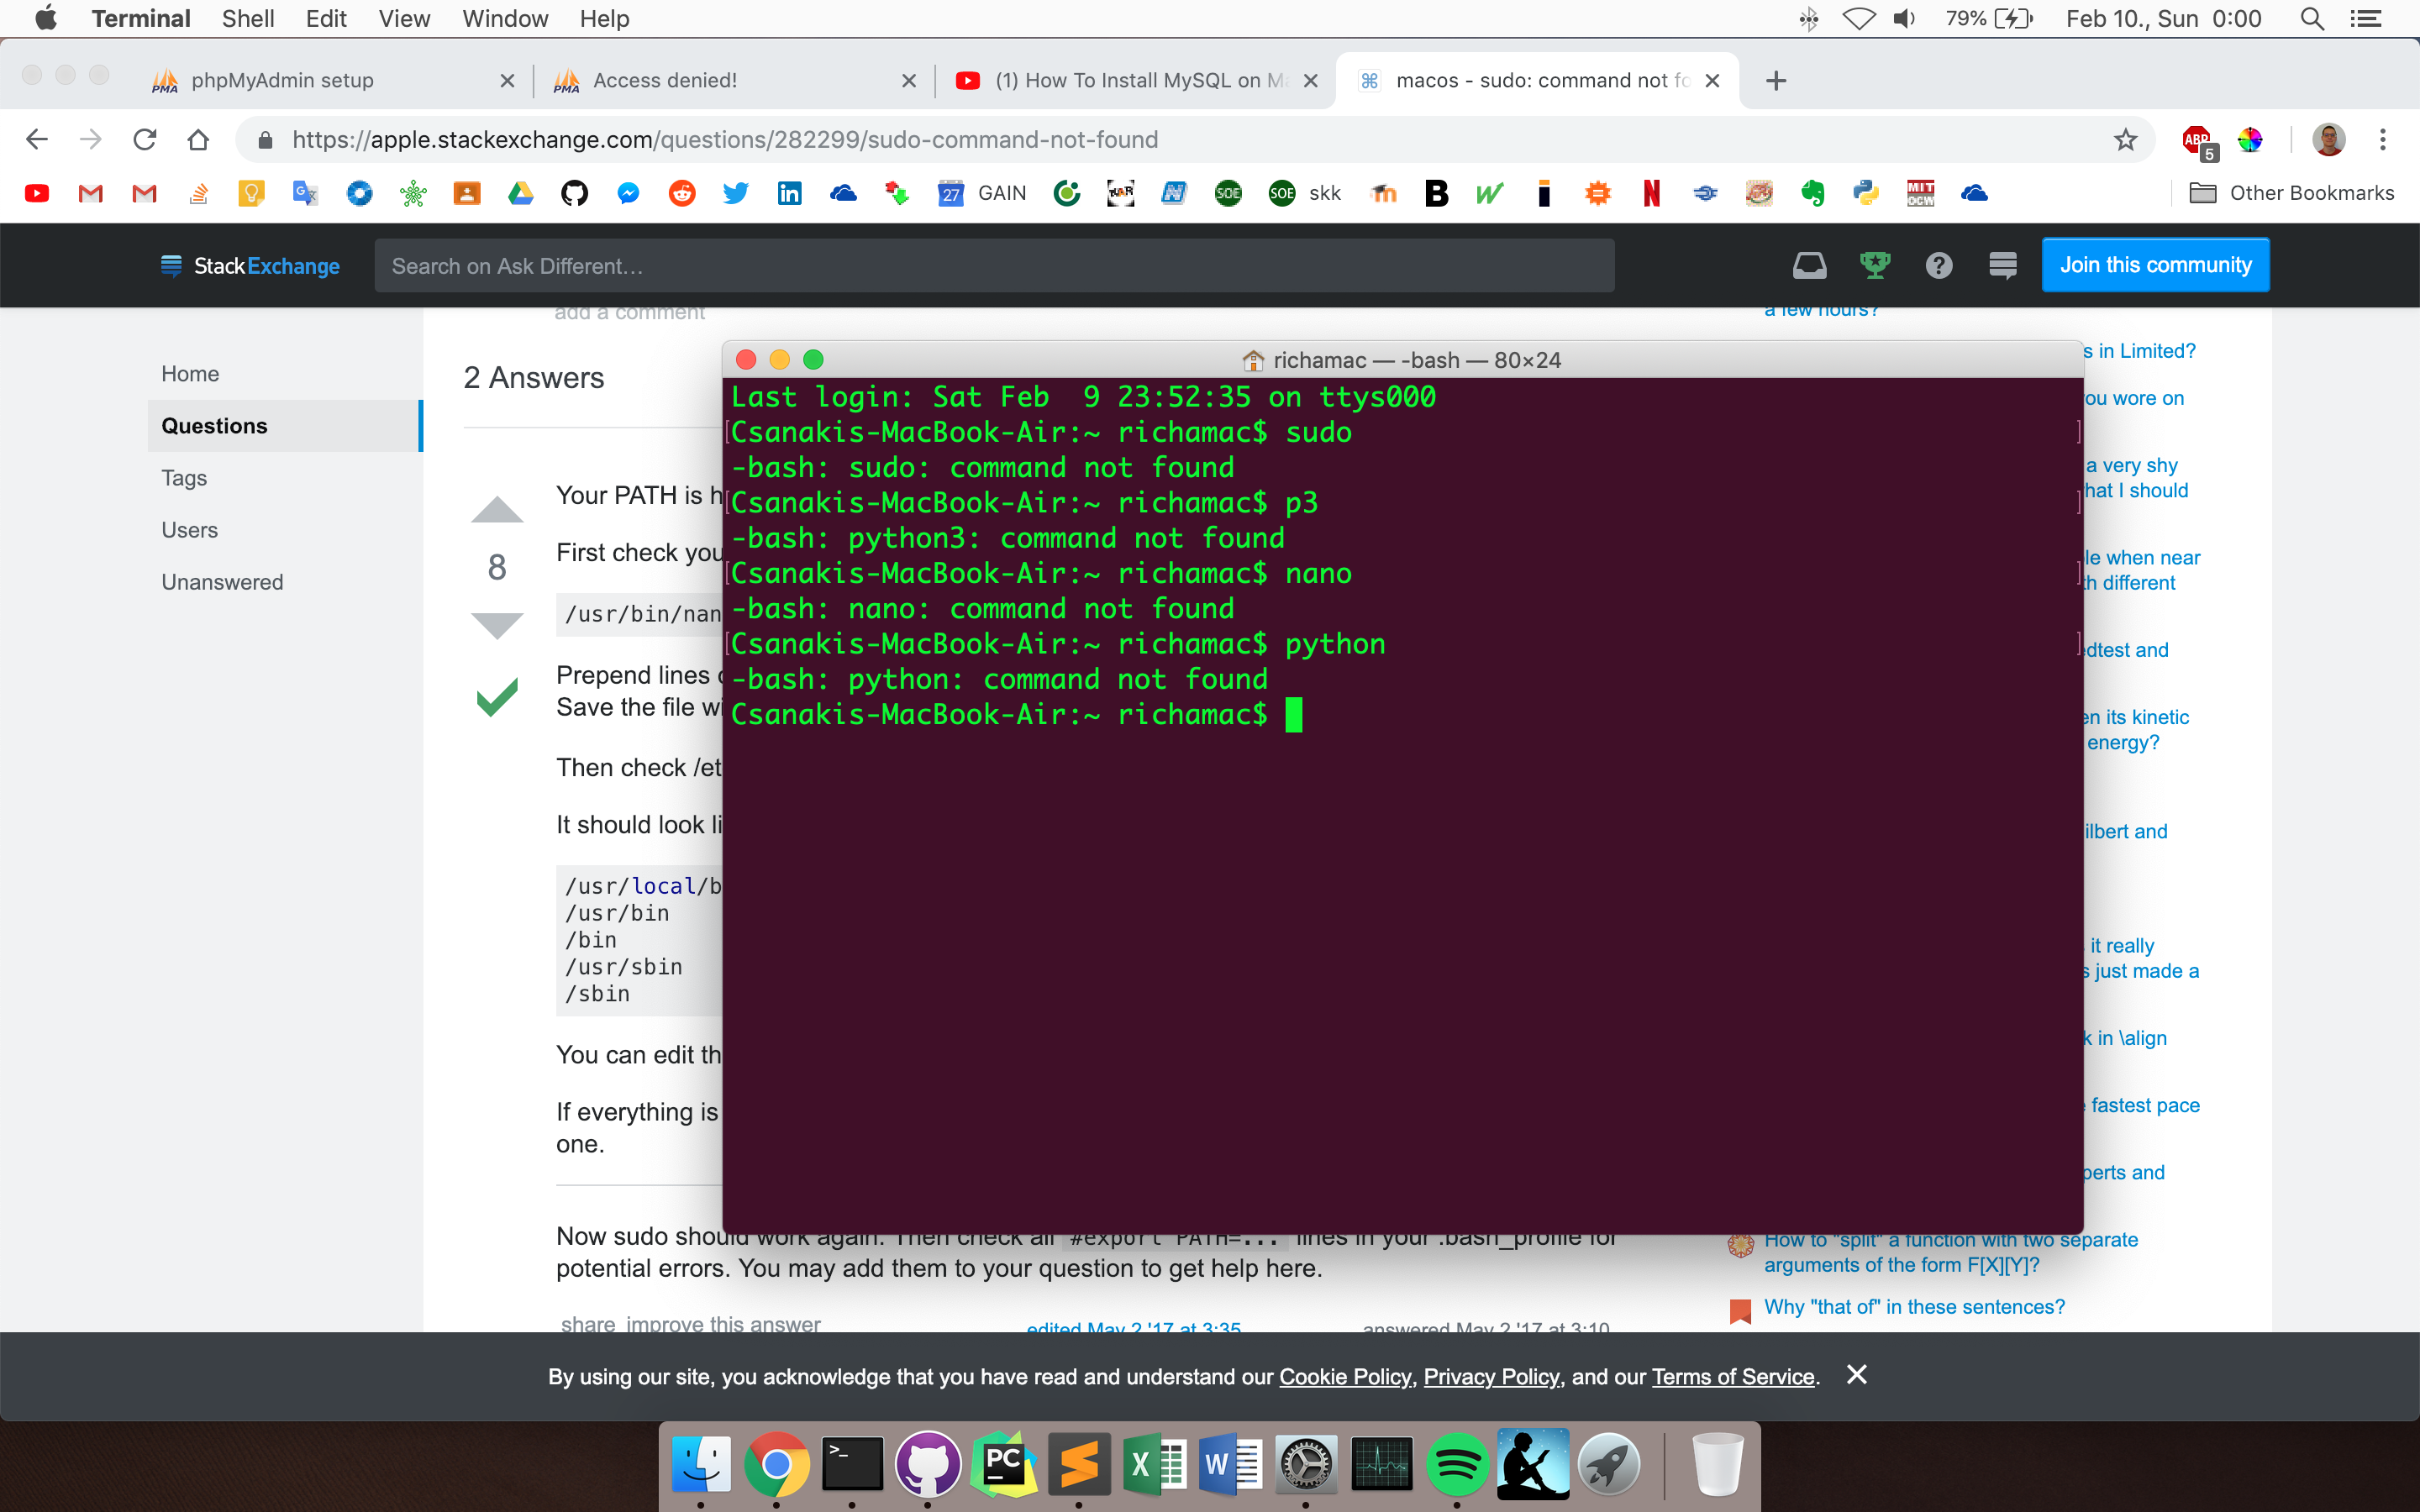 Terminal Shell Edit View Window Help 79% Feb 10., Sun 0:00
phpMyAdmin setup
Access denied!
(1) How To Install MySQL on Ma
macos - sudo: command not fo
https://apple.stackexchange.com/questions/282299/sudo-command-not-found
ABP 5
27 GAIN SOE SOE skk MIT OCW Other Bookmarks
StackExchange Search on Ask Different… Join this community
add a comment
a few hours?
Home
Questions
Tags
Users
Unanswered
2 Answers
8
Your PATH is h
First check you
/usr/bin/nan
Prepend lines
Save the file wi
Then check /et
It should look li
/usr/local/b
/usr/bin
/bin
/usr/sbin
/sbin
You can edit th
If everything is
one.
Now sudo should work again. Then check all #export PATH=... lines in your .bash_profile for
potential errors. You may add them to your question to get help here.
share improve this answer
edited May 2 '17 at 3:35
answered May 2 '17 at 3:10
richamac — -bash — 80×24
Last login: Sat Feb  9 23:52:35 on ttys000
Csanakis-MacBook-Air:~ richamac$ sudo
-bash: sudo: command not found
Csanakis-MacBook-Air:~ richamac$ p3
-bash: python3: command not found
Csanakis-MacBook-Air:~ richamac$ nano
-bash: nano: command not found
Csanakis-MacBook-Air:~ richamac$ python
-bash: python: command not found
Csanakis-MacBook-Air:~ richamac$
s in Limited?
ou wore on
a very shy
hat I should
le when near
th different
edtest and
en its kinetic
energy?
ilbert and
it really
s just made a
k in \align
fastest pace
perts and
How to "split" a function with two separate
arguments of the form F[X][Y]?
Why "that of" in these sentences?
By using our site, you acknowledge that you have read and understand our Cookie Policy, Privacy Policy, and our Terms of Service.
PC